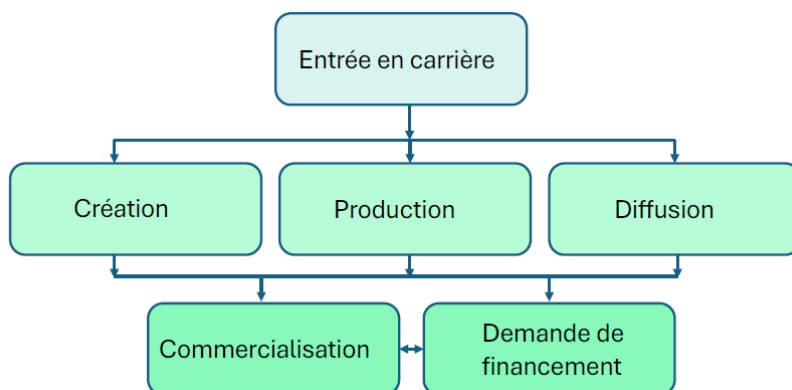 Entrée en carrière
Création
Production
Diffusion
Commercialisation
Demande de
financement